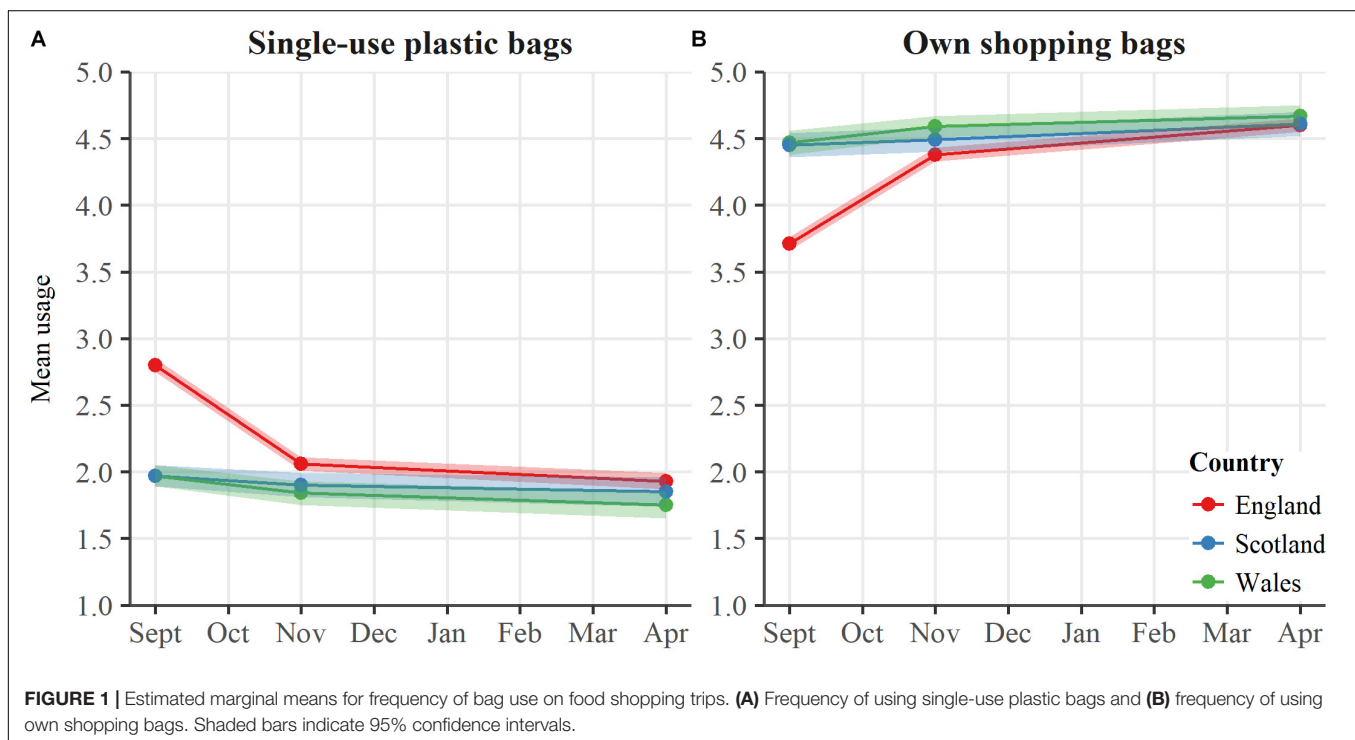 A
Single-use plastic bags
B
Own shopping bags
Mean usage
5.0
4.5
4.0
3.5
3.0
2.5
2.0
1.5
1.0
Sept Oct Nov Dec Jan Feb Mar Apr
5.0
4.5
4.0
3.5
3.0
2.5
2.0
1.5
1.0
Country
England
Scotland
Wales
Sept Oct Nov Dec Jan Feb Mar Apr
FIGURE 1 | Estimated marginal means for frequency of bag use on food shopping trips. (A) Frequency of using single-use plastic bags and (B) frequency of using
own shopping bags. Shaded bars indicate 95% confidence intervals.